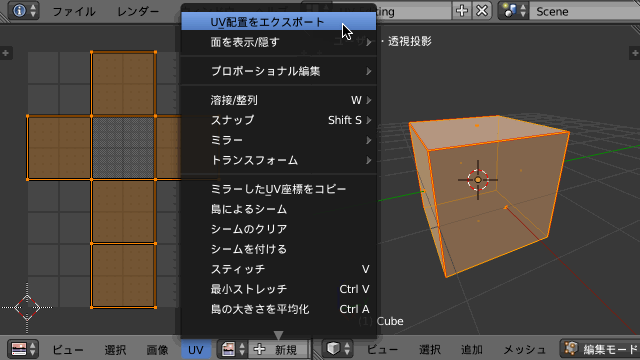 ファイル
レンダー
ting
Scene
UV配置をエクスポート
面を表示/隠す
プロポーショナル編集
溶接/整列 W
スナップ Shift S
ミラー
トランスフォーム
ミラーしたUV座標をコピー
島によるシーム
シームのクリア
シームを付ける
スティッチ V
最小ストレッチ Ctrl V
島の大きさを平均化 Ctrl A
・透視投影
(1) Cube
ビュー 選択 画像 UV 新規
ビュー 選択 追加 メッシュ 編集モード